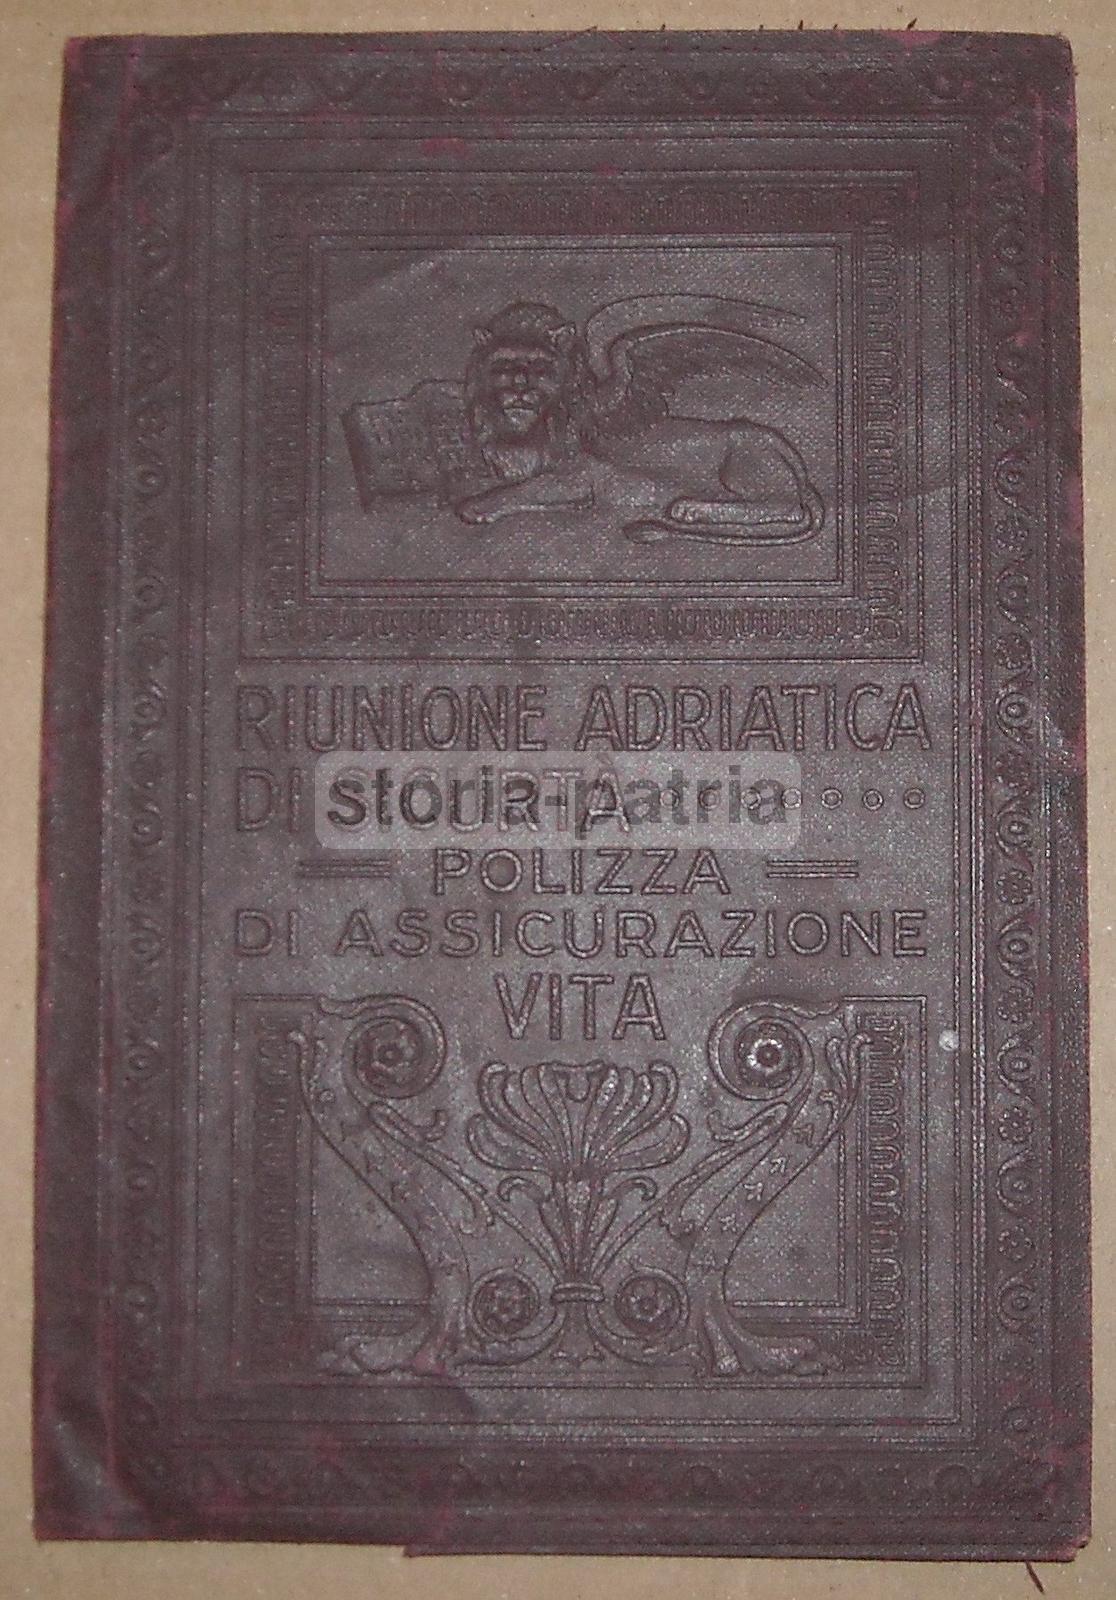 RIUNIONE ADRIATICA
DI SICURTÀ
POLIZZA
DI ASSICURAZIONE
VITA
storia-patria